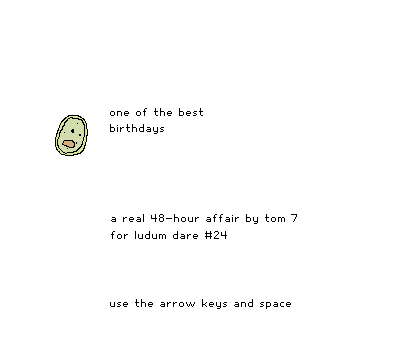 one of the best
birthdays
a real 48-hour affair by tom 7
for ludum dare #24
use the arrow keys and space